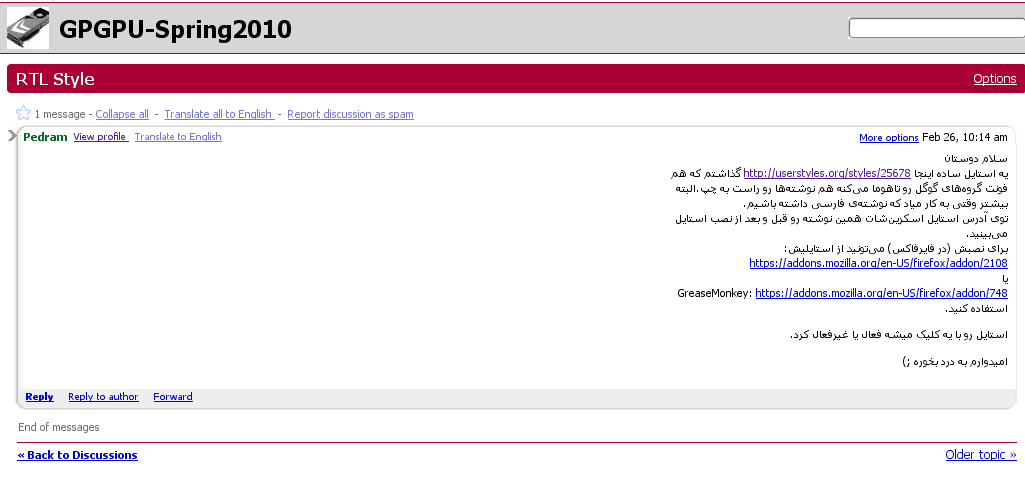 GPGPU-Spring2010
RTL Style
Options
1 message - Collapse all - Translate all to English - Report discussion as spam
Pedram View profile Translate to English
More options Feb 26, 10:14 am
سلام دوستان
یه استایل ساده اینجا http://userstyles.org/styles/25678 گذاشتم که هم
فونت گروه‌های گوگل رو تاهوما می‌کنه هم نوشته‌ها رو راست به چپ.البته
بیشتر وقتی به کار میاد که نوشته‌ی فارسی داشته باشیم.
توی آدرس استایل اسکرین‌شات همین نوشته رو قبل و بعد از نصب استایل
می‌بینید.
برای نصبش (در فایرفاکس) می‌تونید از استایلیش:
https://addons.mozilla.org/en-US/firefox/addon/2108
یا
GreaseMonkey: https://addons.mozilla.org/en-US/firefox/addon/748
استفاده کنید.
استایل رو با یه کلیک میشه فعال یا غیرفعال کرد.
امیدوارم به درد بخوره ;)
Reply Reply to author Forward
End of messages
« Back to Discussions
Older topic »